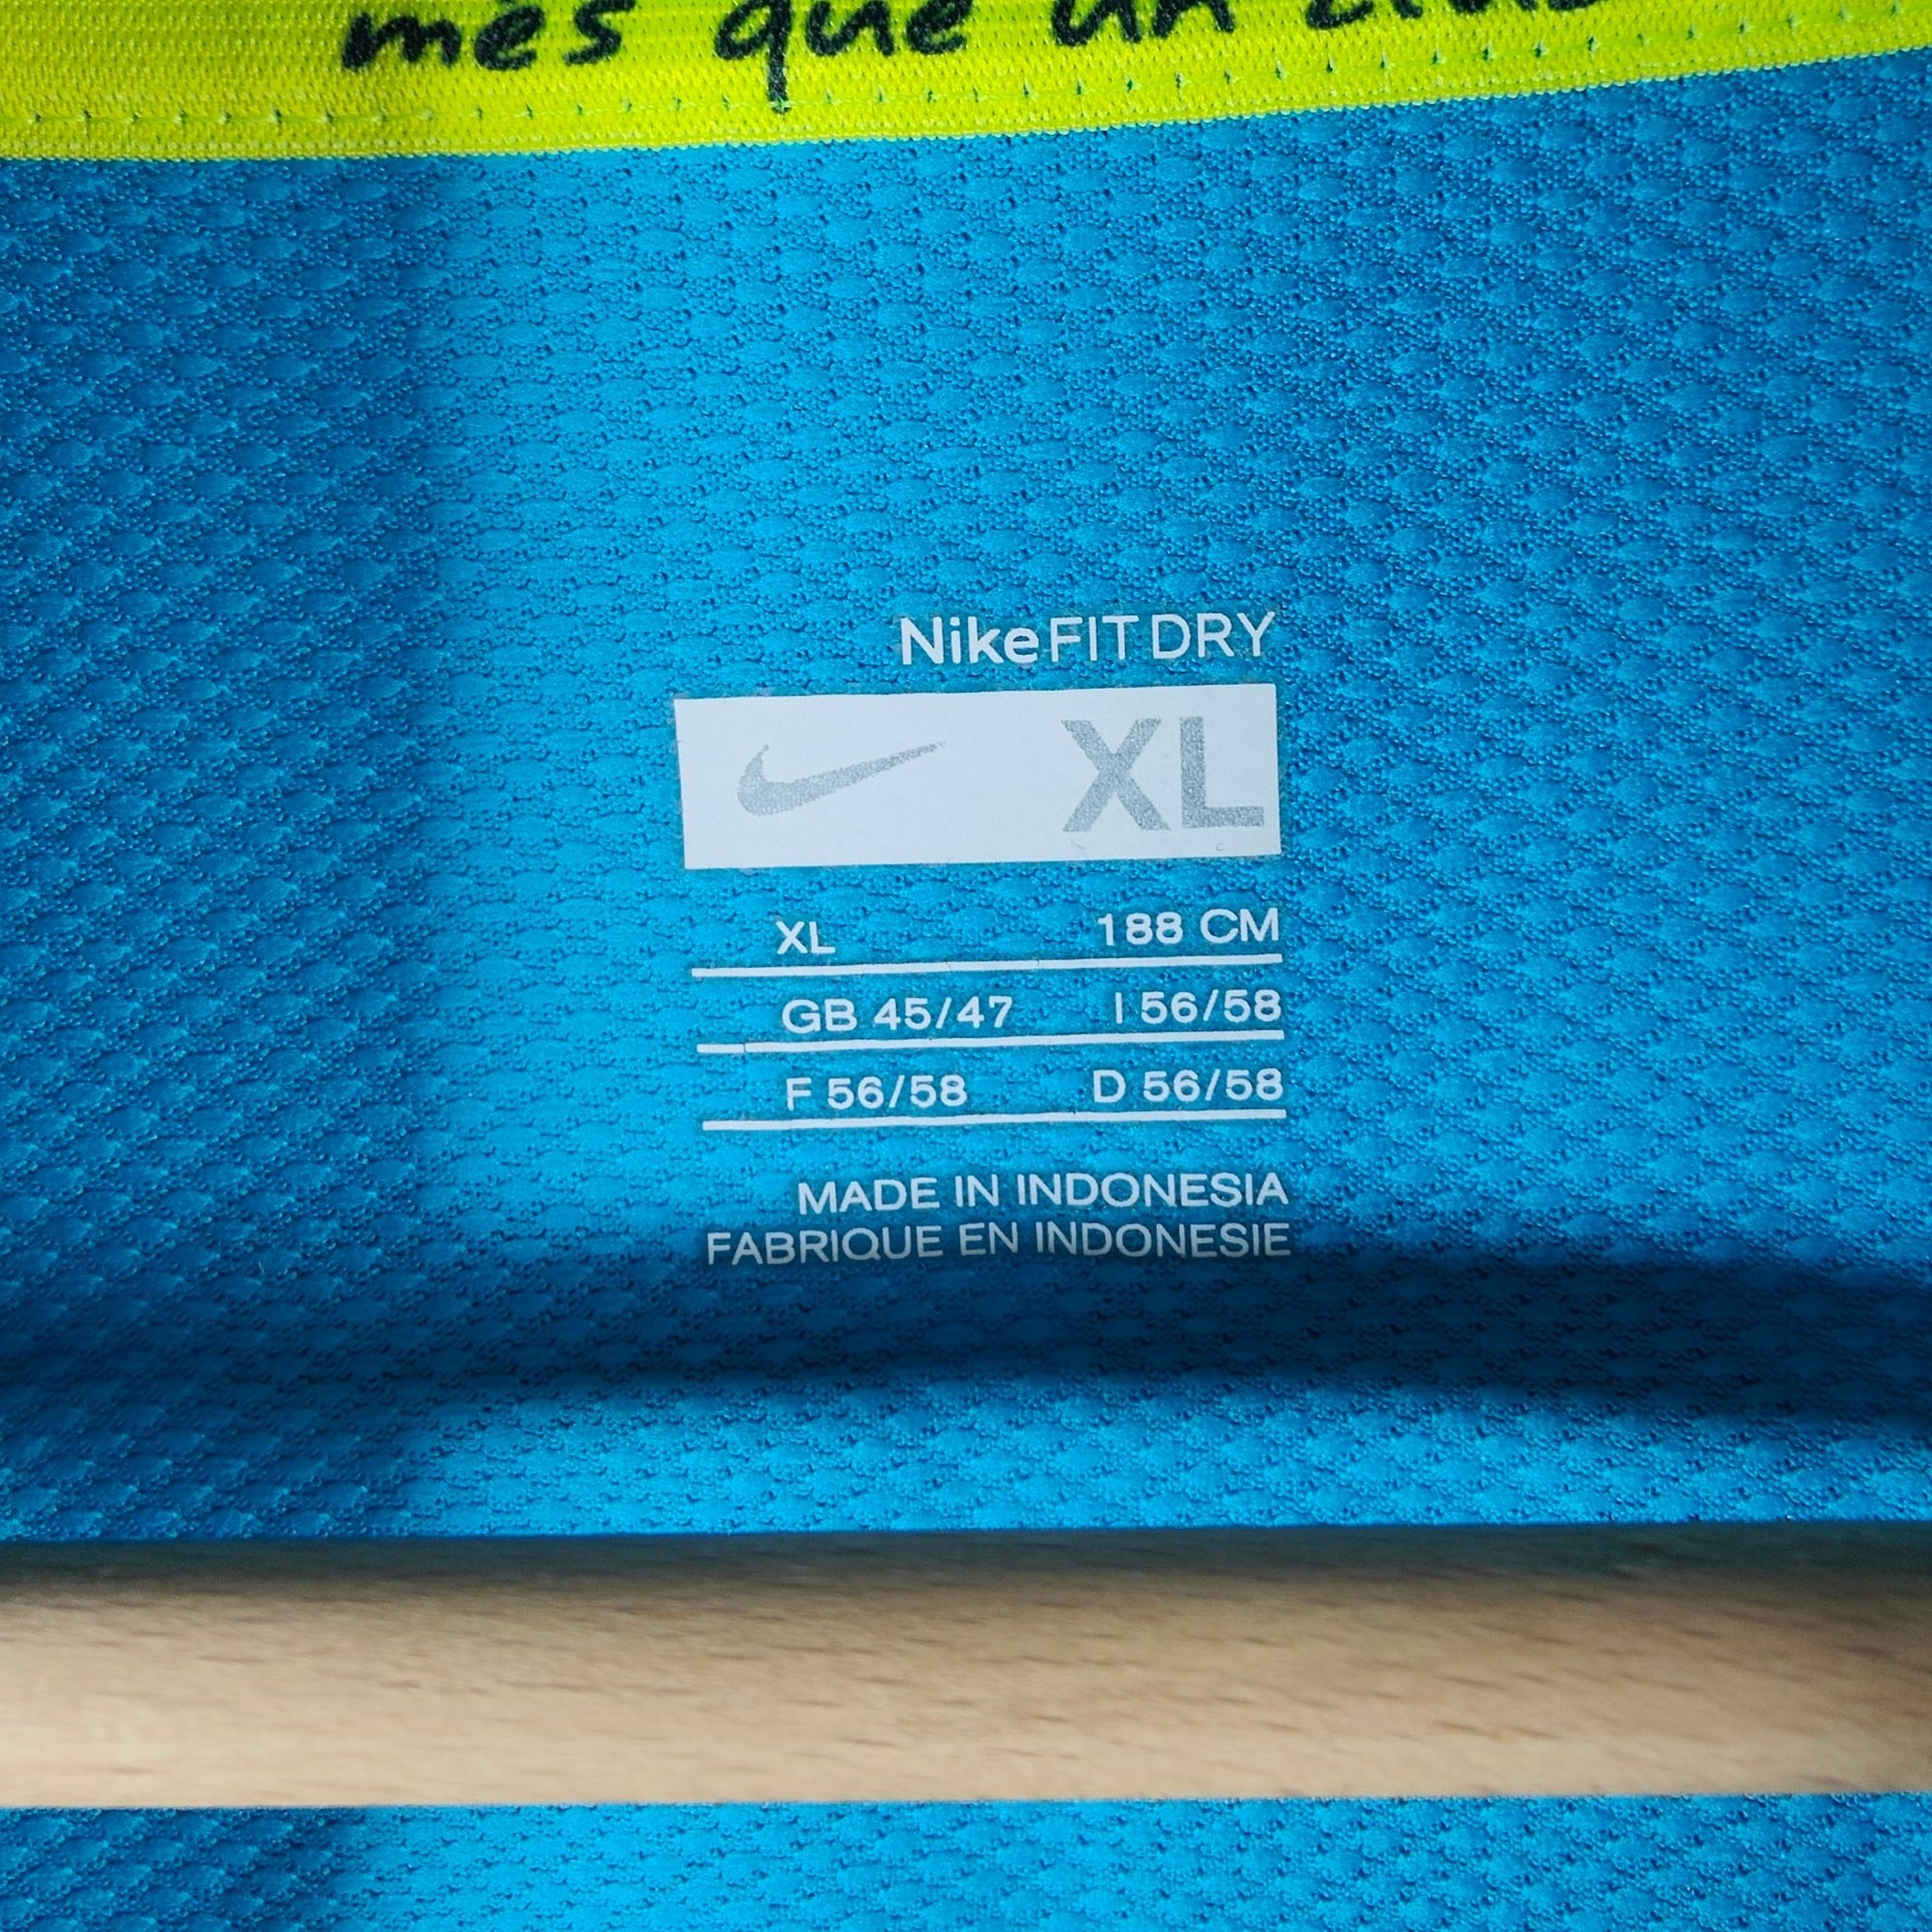 més que un club
NikeFIT DRY
XL
XL 188 CM
GB 45/47 I 56/58
F 56/58 D 56/58
MADE IN INDONESIA
FABRIQUE EN INDONESIE